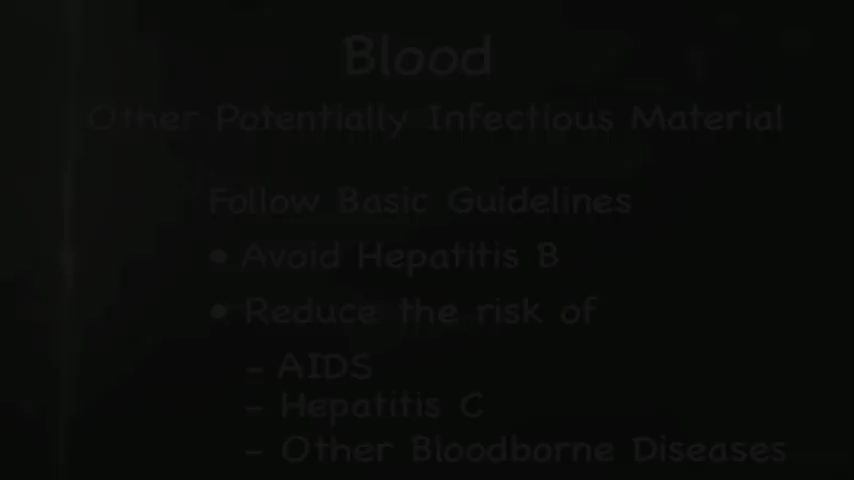 Blood
Other Potentially Infectious Material
Follow Basic Guidelines
• Avoid Hepatitis B
• Reduce the risk of
– AIDS
– Hepatitis C
– Other Bloodborne Diseases